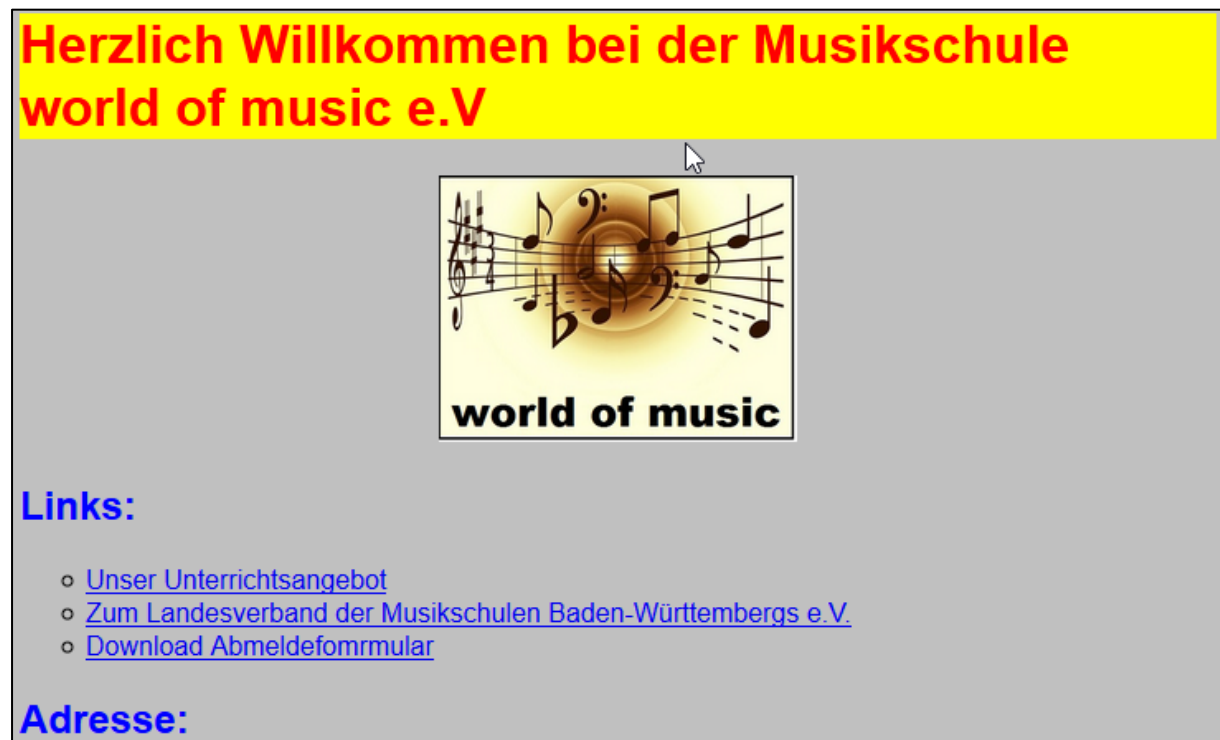 Herzlich Willkommen bei der Musikschule
world of music e.V
world of music
Links:
Unser Unterrichtsangebot
Zum Landesverband der Musikschulen Baden-Württembergs e.V.
Download Abmeldefomrmular
Adresse: